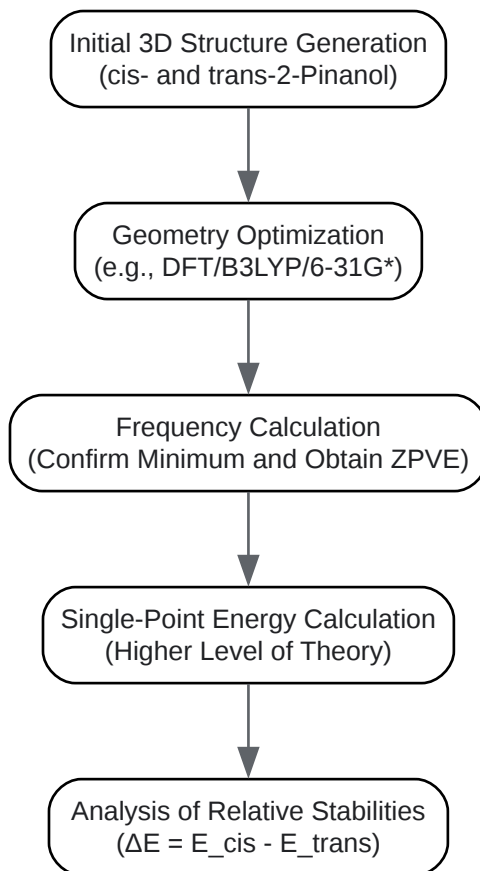 Initial 3D Structure Generation
(cis- and trans-2-Pinanol)
Geometry Optimization
(e.g., DFT/B3LYP/6-31G*)
Frequency Calculation
(Confirm Minimum and Obtain ZPVE)
Single-Point Energy Calculation
(Higher Level of Theory)
Analysis of Relative Stabilities
(ΔE = E_cis - E_trans)